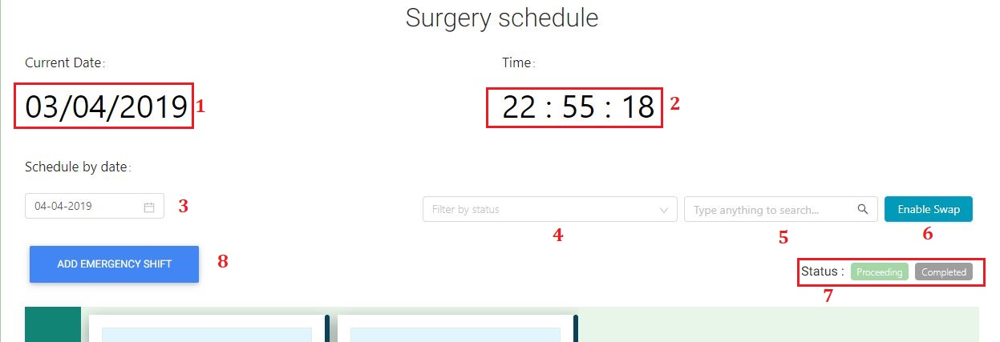 Surgery schedule
Current Date:
Time:
03/04/2019 1
22 : 55 : 18 2
Schedule by date:
04-04-2019 3
Filter by status
Type anything to search...
Enable Swap
4
5
6
ADD EMERGENCY SHIFT 8
Status : Proceeding Completed
7